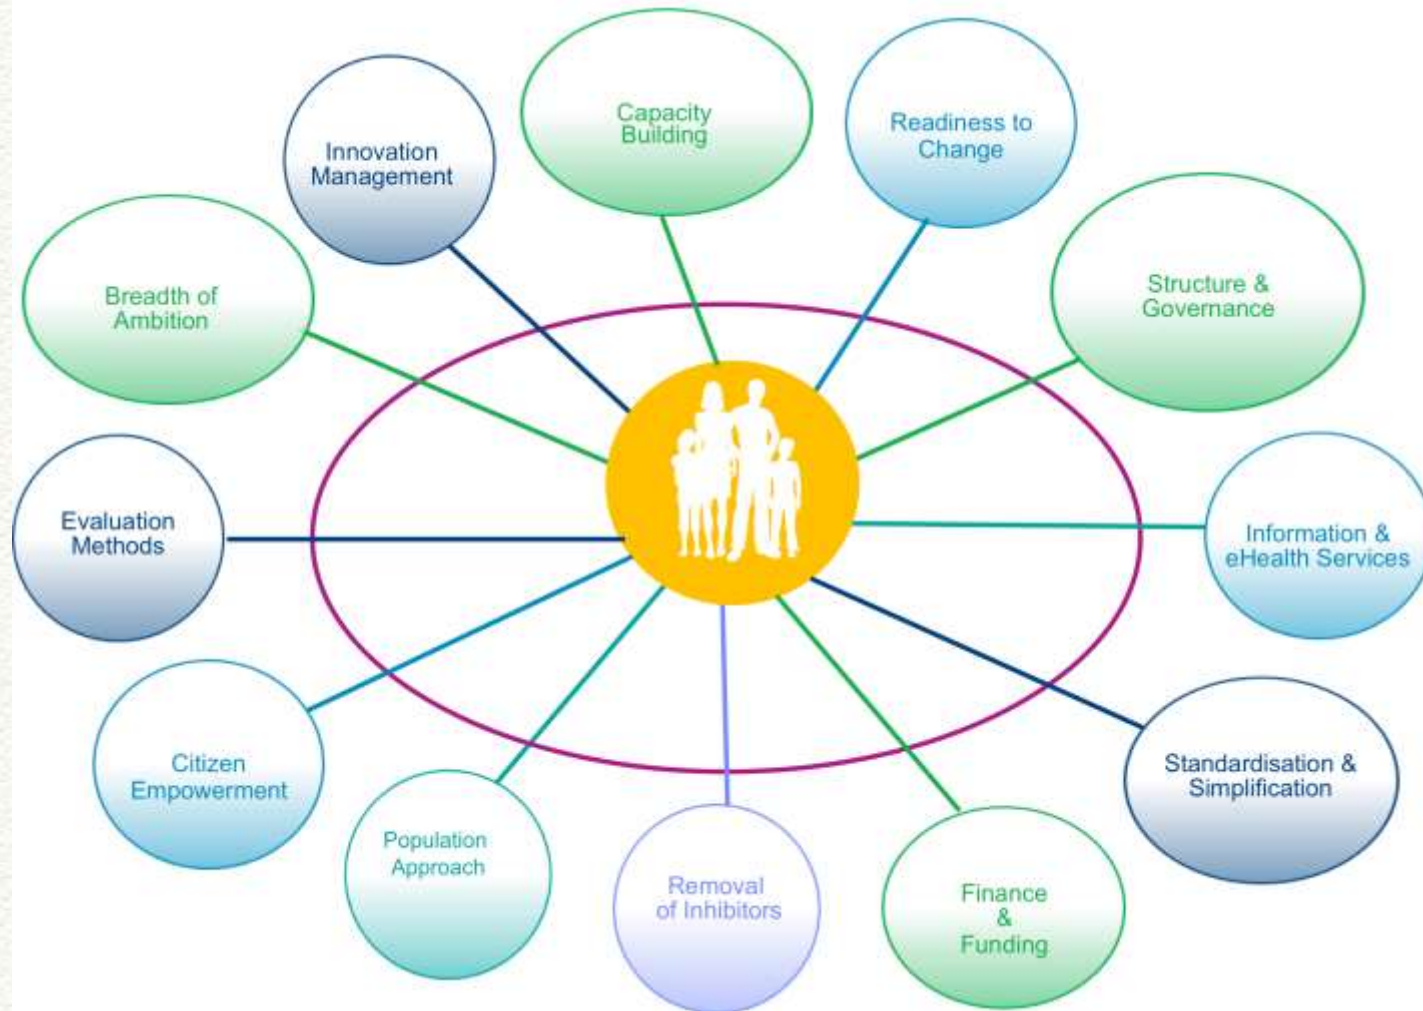 Capacity
Building
Readiness to
Change
Innovation
Management
Structure &
Governance
Breadth of
Ambition
Information &
eHealth Services
Evaluation
Methods
Standardisation &
Simplification
Citizen
Empowerment
Population
Approach
Removal
of Inhibitors
Finance
&
Funding